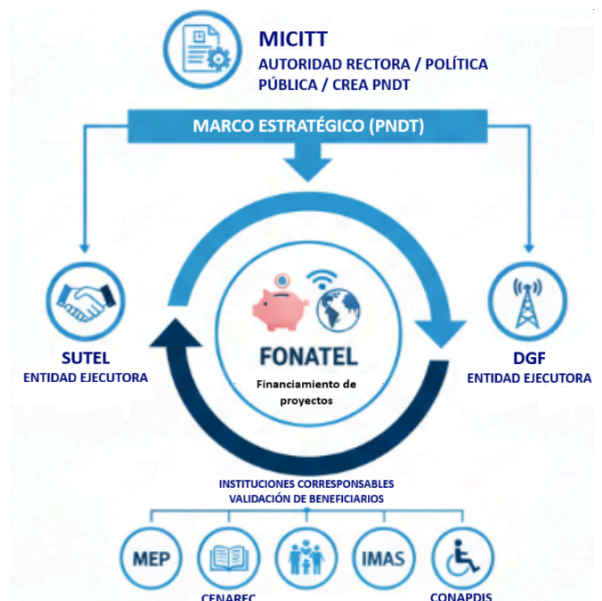 MICITT
AUTORIDAD RECTORA / POLÍTICA
PÚBLICA / CREA PNDT
MARCO ESTRATÉGICO (PNDT)
SUTEL
ENTIDAD EJECUTORA
FONATEL
Financiamiento de
proyectos
DGF
ENTIDAD EJECUTORA
INSTITUCIONES CORRESPONSABLES
VALIDACIÓN DE BENEFICIARIOS
MEP
IMAS
CENAREC
CONAPDIS